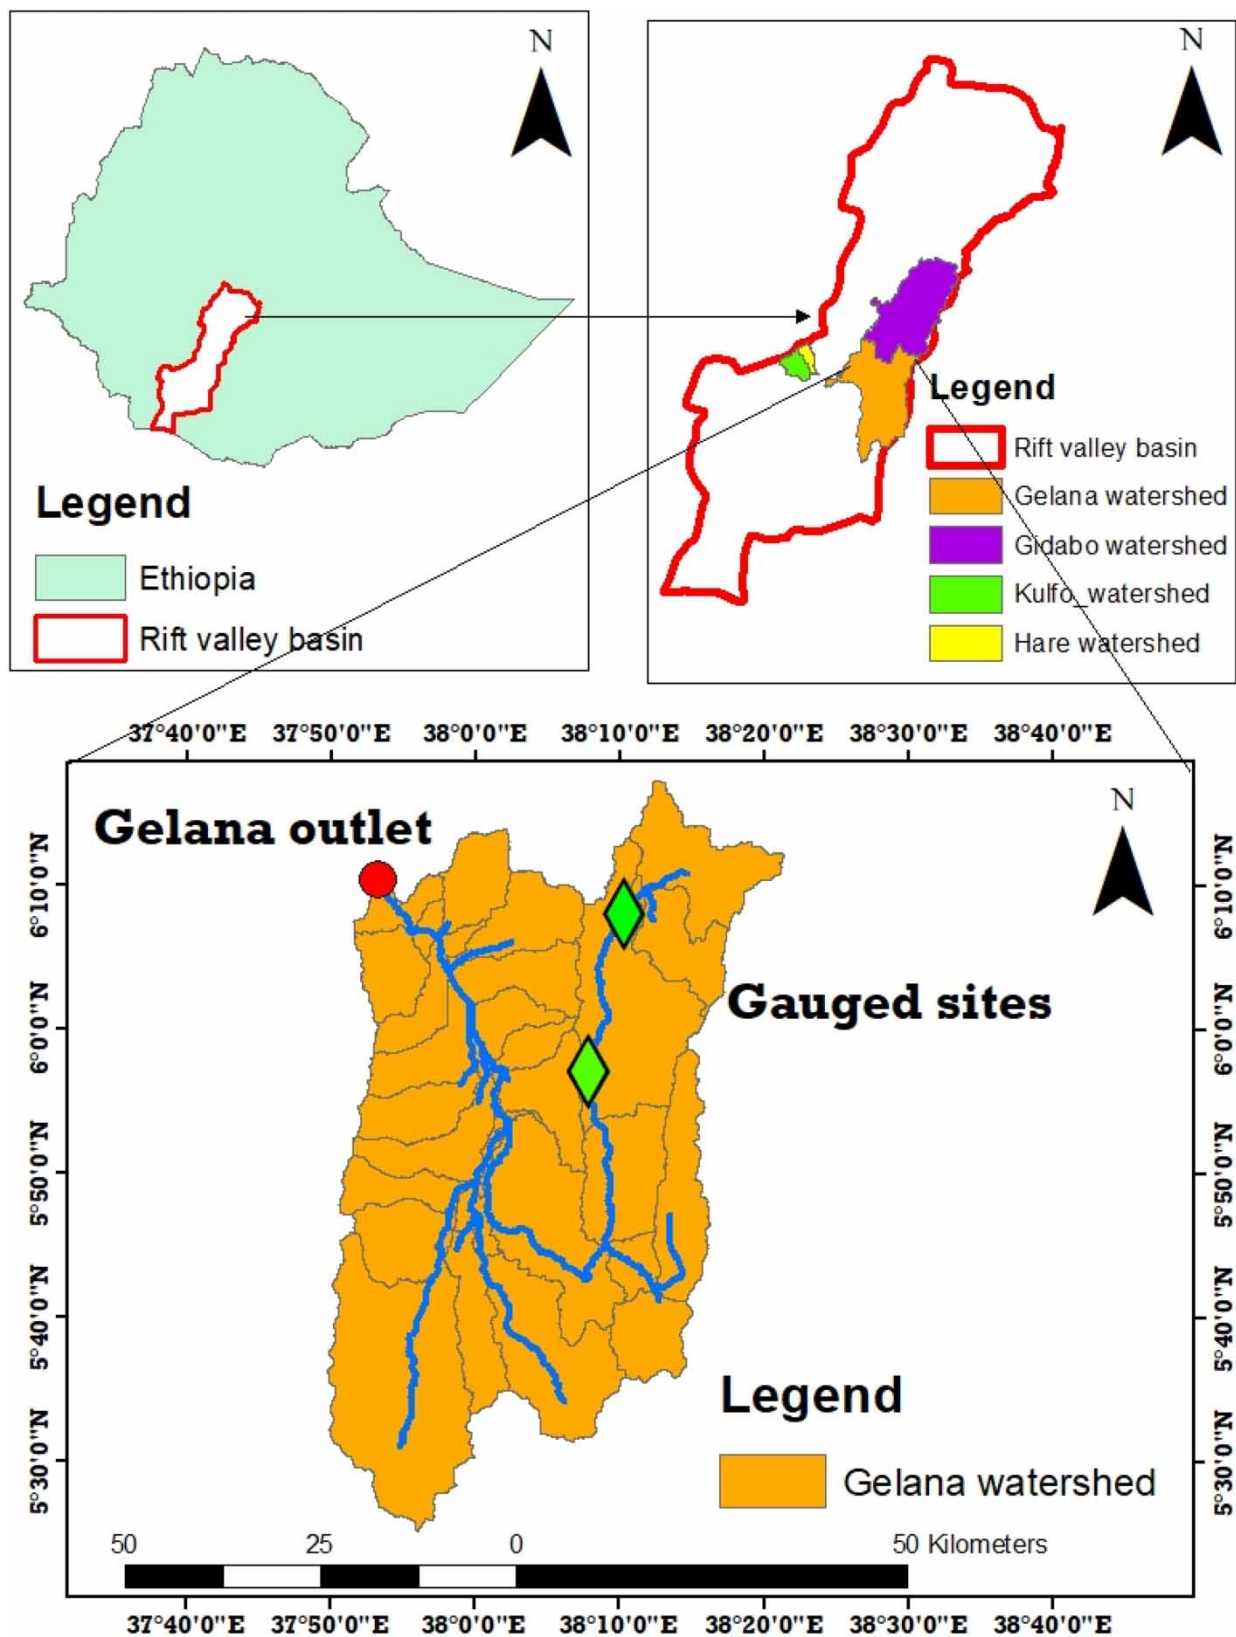 N
Legend
Ethiopia
Rift valley basin
N
Legend
Rift valley basin
Gelana watershed
Gidabo watershed
Kulfo_watershed
Hare watershed
37°40'0"E 37°50'0"E 38°0'0"E 38°10'0"E 38°20'0"E 38°30'0"E 38°40'0"E
Gelana outlet
N
6°10'0"N
6°10'0"N
Gauged sites
6°0'0"N
6°0'0"N
5°50'0"N
5°50'0"N
5°40'0"N
5°40'0"N
Legend
5°30'0"N
5°30'0"N
Gelana watershed
50 25 0 50 Kilometers
37°40'0"E 37°50'0"E 38°0'0"E 38°10'0"E 38°20'0"E 38°30'0"E 38°40'0"E